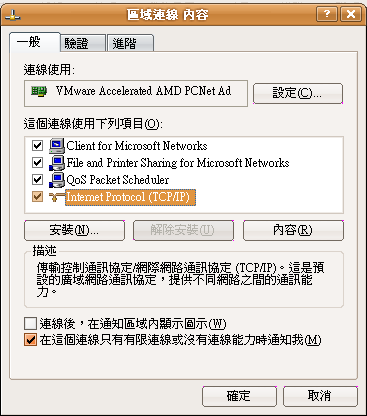 區域連線 內容
一般 驗證 進階
連線使用:
VMware Accelerated AMD PCNet Ad 設定(C)...
這個連線使用下列項目(O):
Client for Microsoft Networks
File and Printer Sharing for Microsoft Networks
QoS Packet Scheduler
Internet Protocol (TCP/IP)
安裝(N)... 解除安裝(U) 內容(R)
描述
傳輸控制通訊協定/網際網路通訊協定 (TCP/IP)。這是預
設的廣域網路通訊協定，提供不同網路之間的通訊能
力。
連線後，在通知區域內顯示圖示(W)
在這個連線只有有限連線或沒有連線能力時通知我(M)
確定 取消